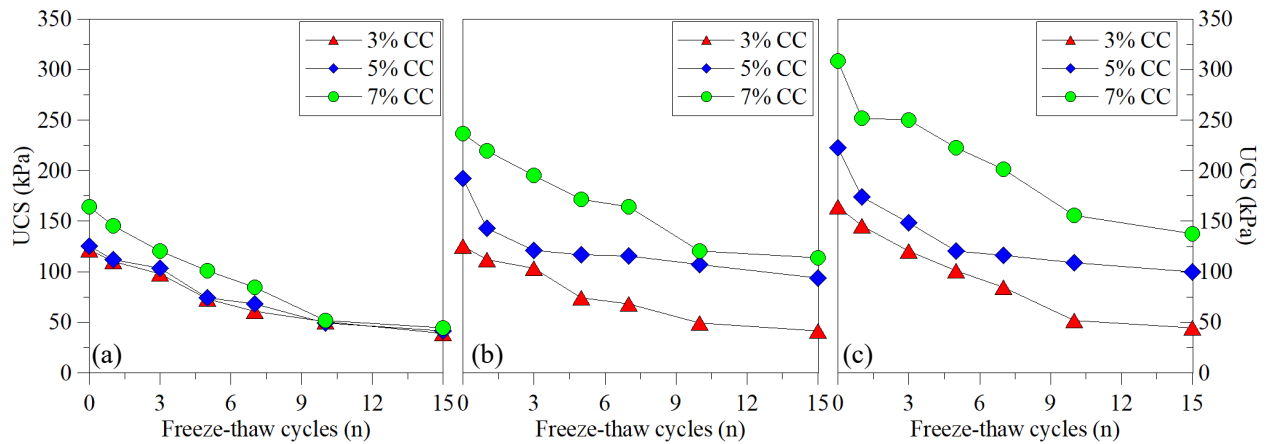 350
300
250
200
150
100
50
0
UCS (kPa)
3% CC
5% CC
7% CC
(a)
0 3 6 9 12 15
Freeze-thaw cycles (n)
3% CC
5% CC
7% CC
(b)
0 3 6 9 12 15
Freeze-thaw cycles (n)
3% CC
5% CC
7% CC
(c)
0 3 6 9 12 15
Freeze-thaw cycles (n)
350
300
250
200
150
100
50
0
UCS (kPa)